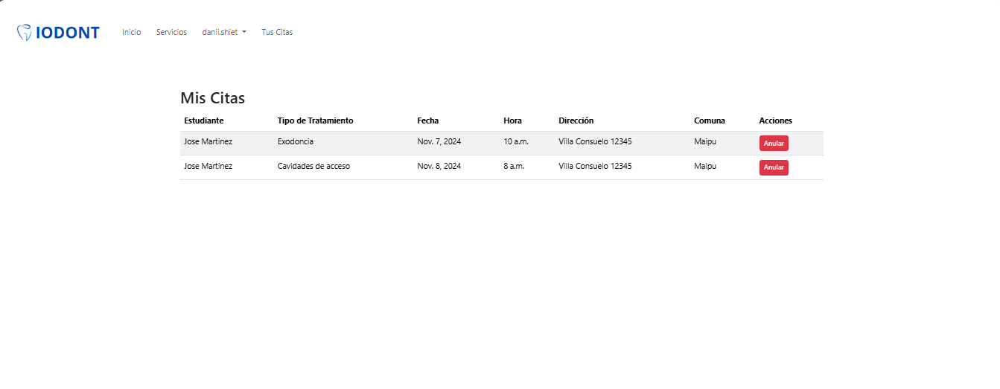 IODONT Inicio Servicios danii.shiet Tus Citas
Mis Citas
Estudiante Tipo de Tratamiento Fecha Hora Dirección Comuna Acciones
Jose Martinez Exodoncia Nov. 7, 2024 10 a.m. Villa Consuelo 12345 Maipu Anular
Jose Martinez Cavidades de acceso Nov. 8, 2024 8 a.m. Villa Consuelo 12345 Maipu Anular